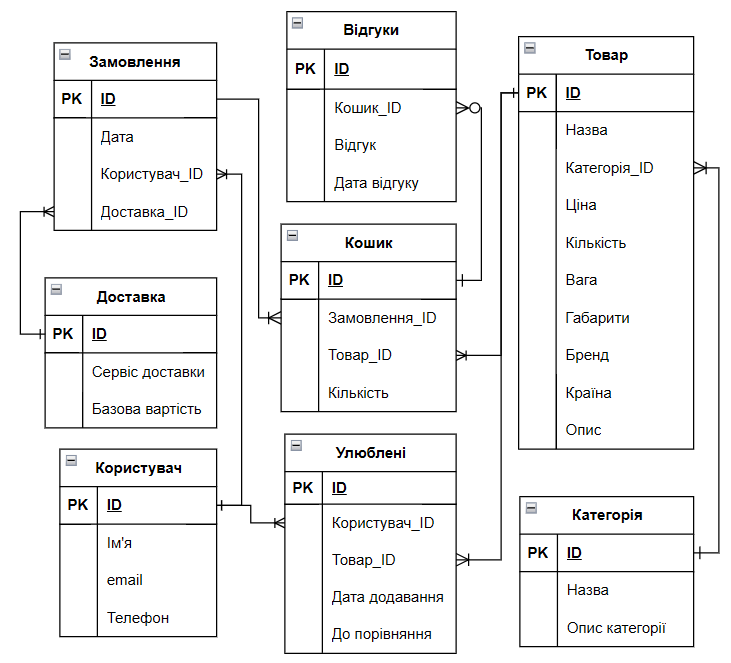 Замовлення
PK ID
Дата
Користувач_ID
Доставка_ID
Доставка
PK ID
Сервіс доставки
Базова вартість
Користувач
PK ID
Ім'я
email
Телефон
Відгуки
PK ID
Кошик_ID
Відгук
Дата відгуку
Кошик
PK ID
Замовлення_ID
Товар_ID
Кількість
Улюблені
PK ID
Користувач_ID
Товар_ID
Дата додавання
До порівняння
Товар
PK ID
Назва
Категорія_ID
Ціна
Кількість
Вага
Габарити
Бренд
Країна
Опис
Категорія
PK ID
Назва
Опис категорії